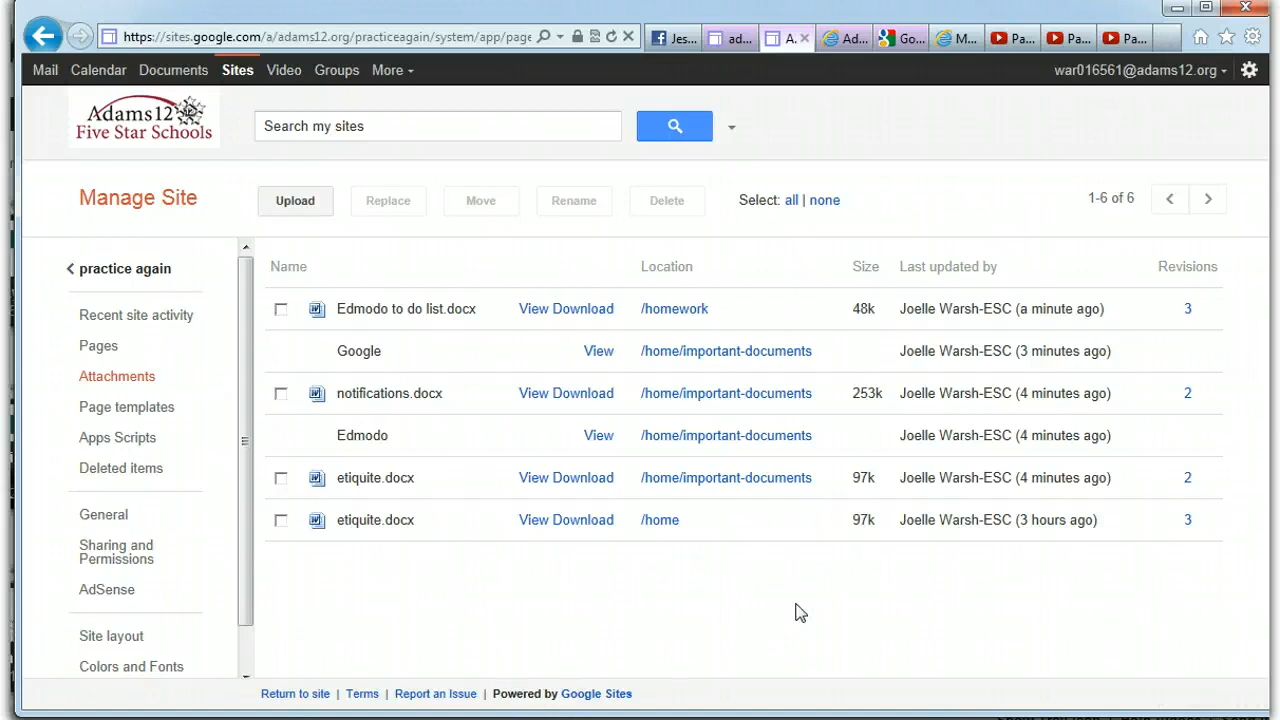 https://sites.google.com/a/adams12.org/practiceagain/system/app/page
Jes... ad... A... Ad... Go... M... Pa... Pa... Pa...
Mail Calendar Documents Sites Video Groups More
war016561@adams12.org
Adams12
Five Star Schools
Search my sites
Manage Site
Upload Replace Move Rename Delete Select: all | none 1-6 of 6
practice again
Recent site activity
Pages
Attachments
Page templates
Apps Scripts
Deleted items
General
Sharing and
Permissions
AdSense
Site layout
Colors and Fonts
Name Location Size Last updated by Revisions
Edmodo to do list.docx View Download /homework 48k Joelle Warsh-ESC (a minute ago) 3
Google View /home/important-documents Joelle Warsh-ESC (3 minutes ago)
notifications.docx View Download /home/important-documents 253k Joelle Warsh-ESC (4 minutes ago) 2
Edmodo View /home/important-documents Joelle Warsh-ESC (4 minutes ago)
etiquite.docx View Download /home/important-documents 97k Joelle Warsh-ESC (4 minutes ago) 2
etiquite.docx View Download /home 97k Joelle Warsh-ESC (3 hours ago) 3
Return to site | Terms | Report an Issue | Powered by Google Sites